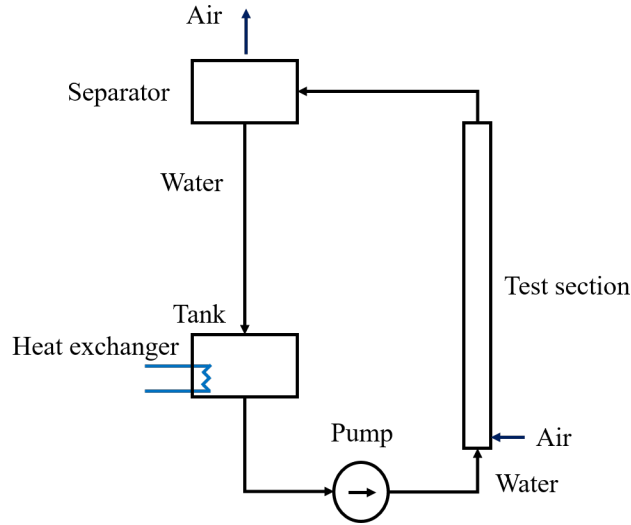 Air
Separator
Water
Tank
Heat exchanger
Test section
Pump
Air
Water